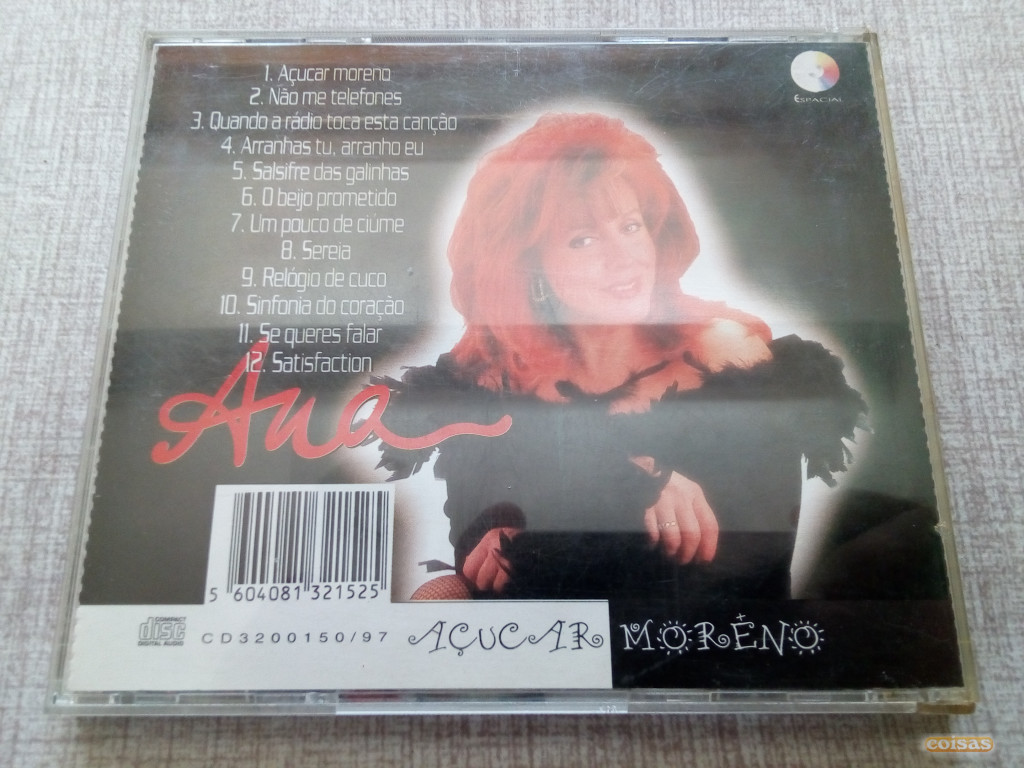 1. Açucar moreno
2. Não me telefones
3. Quando a rádio toca esta canção
4. Arranhas tu, arranho eu
5. Salsifre das galinhas
6. O beijo prometido
7. Um pouco de ciúme
8. Sereia
9. Relógio de cuco
10. Sinfonia do coração
11. Se queres falar
12. Satisfaction
Ana
ESPACIAL
5 604081 321525
COMPACT
disc
DIGITAL AUDIO
CD3200150/97
AÇUCAR MORENO
coisas